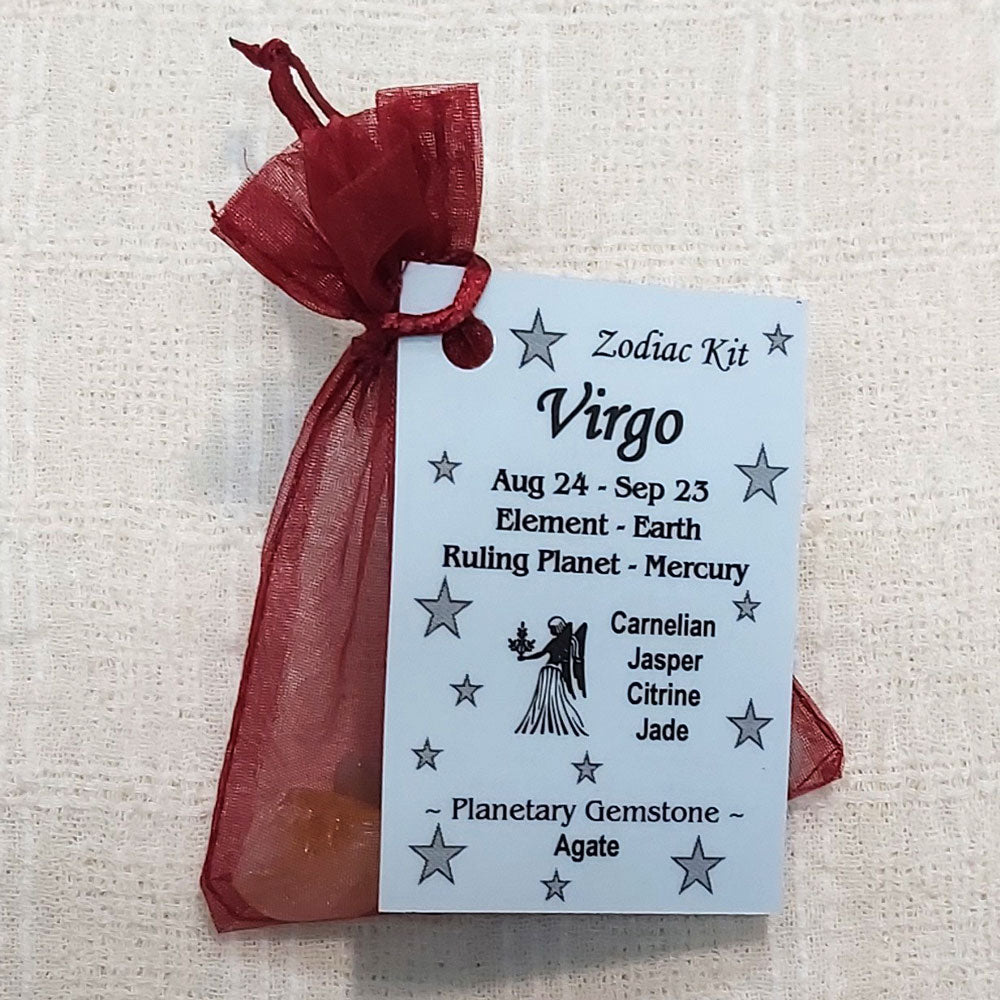 Zodiac Kit
Virgo
Aug 24 - Sep 23
Element - Earth
Ruling Planet - Mercury
Carnelian
Jasper
Citrine
Jade
~ Planetary Gemstone ~
Agate